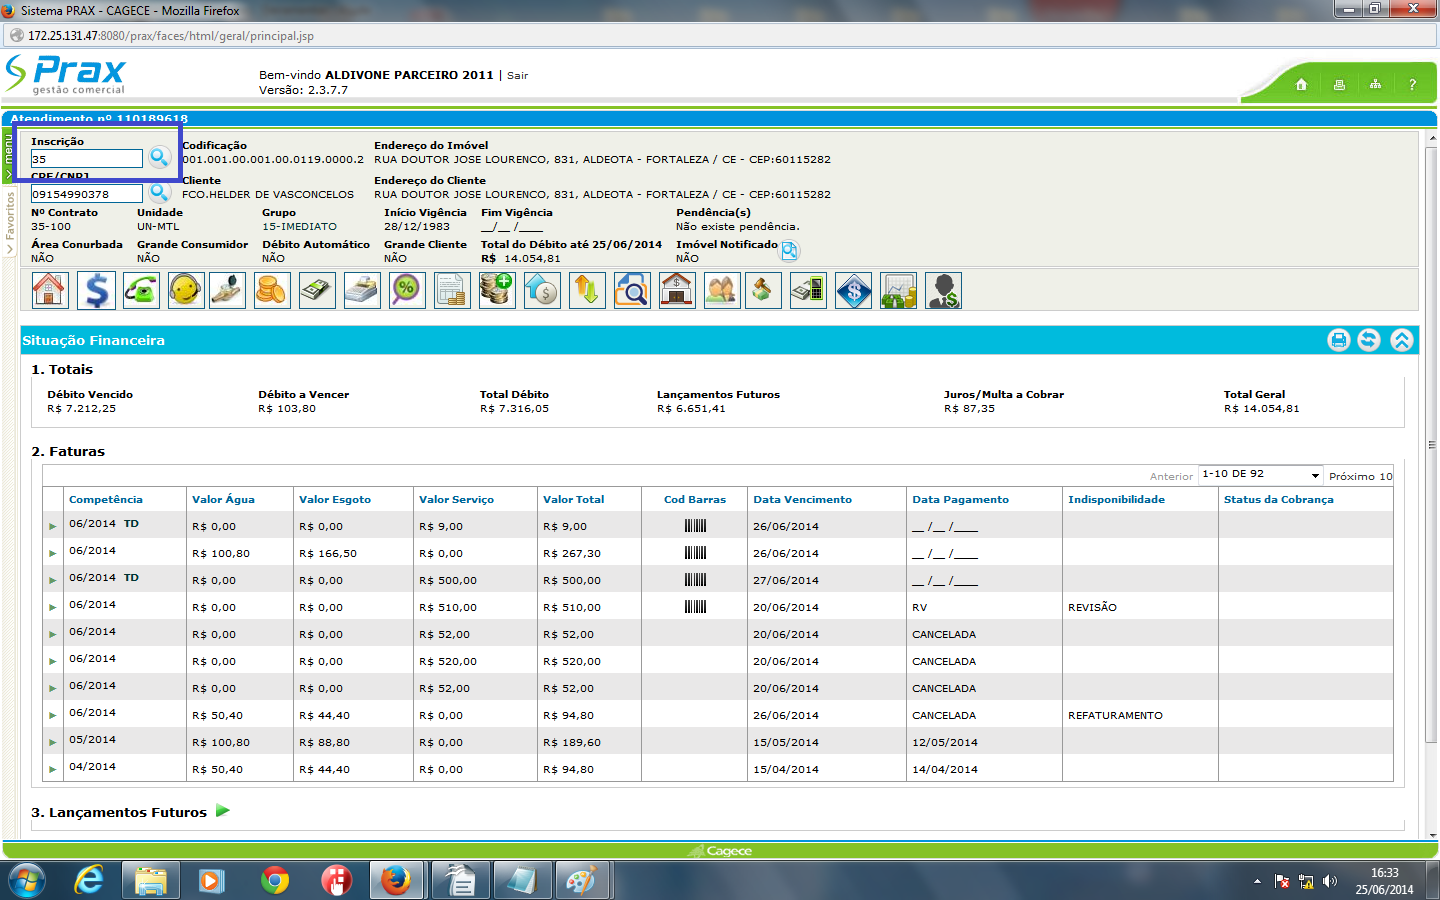 Sistema PRAX - CAGECE - Mozilla Firefox
172.25.131.47:8080/prax/faces/html/geral/principal.jsp
Prax
gestão comercial
Bem-vindo ALDIVONE PARCEIRO 2011 | Sair
Versão: 2.3.7.7
?
Atendimento nº 110189618
menu
Favoritos
Inscrição Codificação Endereço do Imóvel
35 001.001.00.001.00.0119.0000.2 RUA DOUTOR JOSE LOURENCO, 831, ALDEOTA - FORTALEZA / CE - CEP:60115282
CPF/CNPJ Cliente Endereço do Cliente
09154990378 FCO.HELDER DE VASCONCELOS RUA DOUTOR JOSE LOURENCO, 831, ALDEOTA - FORTALEZA / CE - CEP:60115282
Nº Contrato Unidade Grupo Início Vigência Fim Vigência Pendência(s)
35-100 UN-MTL 15-IMEDIATO 28/12/1983 __/__ /____ Não existe pendência.
Área Conurbada Grande Consumidor Débito Automático Grande Cliente Total do Débito até 25/06/2014 Imóvel Notificado
NÃO NÃO NÃO NÃO R$ 14.054,81 NÃO
Situação Financeira
1. Totais
Débito Vencido Débito a Vencer Total Débito Lançamentos Futuros Juros/Multa a Cobrar Total Geral
R$ 7.212,25 R$ 103,80 R$ 7.316,05 R$ 6.651,41 R$ 87,35 R$ 14.054,81
2. Faturas
Anterior 1-10 DE 92 Próximo 10
Competência Valor Água Valor Esgoto Valor Serviço Valor Total Cod Barras Data Vencimento Data Pagamento Indisponibilidade Status da Cobrança
06/2014 TD R$ 0,00 R$ 0,00 R$ 9,00 R$ 9,00 26/06/2014 __ /__ /____
06/2014 R$ 100,80 R$ 166,50 R$ 0,00 R$ 267,30 26/06/2014 __ /__ /____
06/2014 TD R$ 0,00 R$ 0,00 R$ 500,00 R$ 500,00 27/06/2014 __ /__ /____
06/2014 R$ 0,00 R$ 0,00 R$ 510,00 R$ 510,00 20/06/2014 RV REVISÃO
06/2014 R$ 0,00 R$ 0,00 R$ 52,00 R$ 52,00 20/06/2014 CANCELADA
06/2014 R$ 0,00 R$ 0,00 R$ 520,00 R$ 520,00 20/06/2014 CANCELADA
06/2014 R$ 0,00 R$ 0,00 R$ 52,00 R$ 52,00 20/06/2014 CANCELADA
06/2014 R$ 50,40 R$ 44,40 R$ 0,00 R$ 94,80 26/06/2014 CANCELADA REFATURAMENTO
05/2014 R$ 100,80 R$ 88,80 R$ 0,00 R$ 189,60 15/05/2014 12/05/2014
04/2014 R$ 50,40 R$ 44,40 R$ 0,00 R$ 94,80 15/04/2014 14/04/2014
3. Lançamentos Futuros
Cagece
16:33
25/06/2014